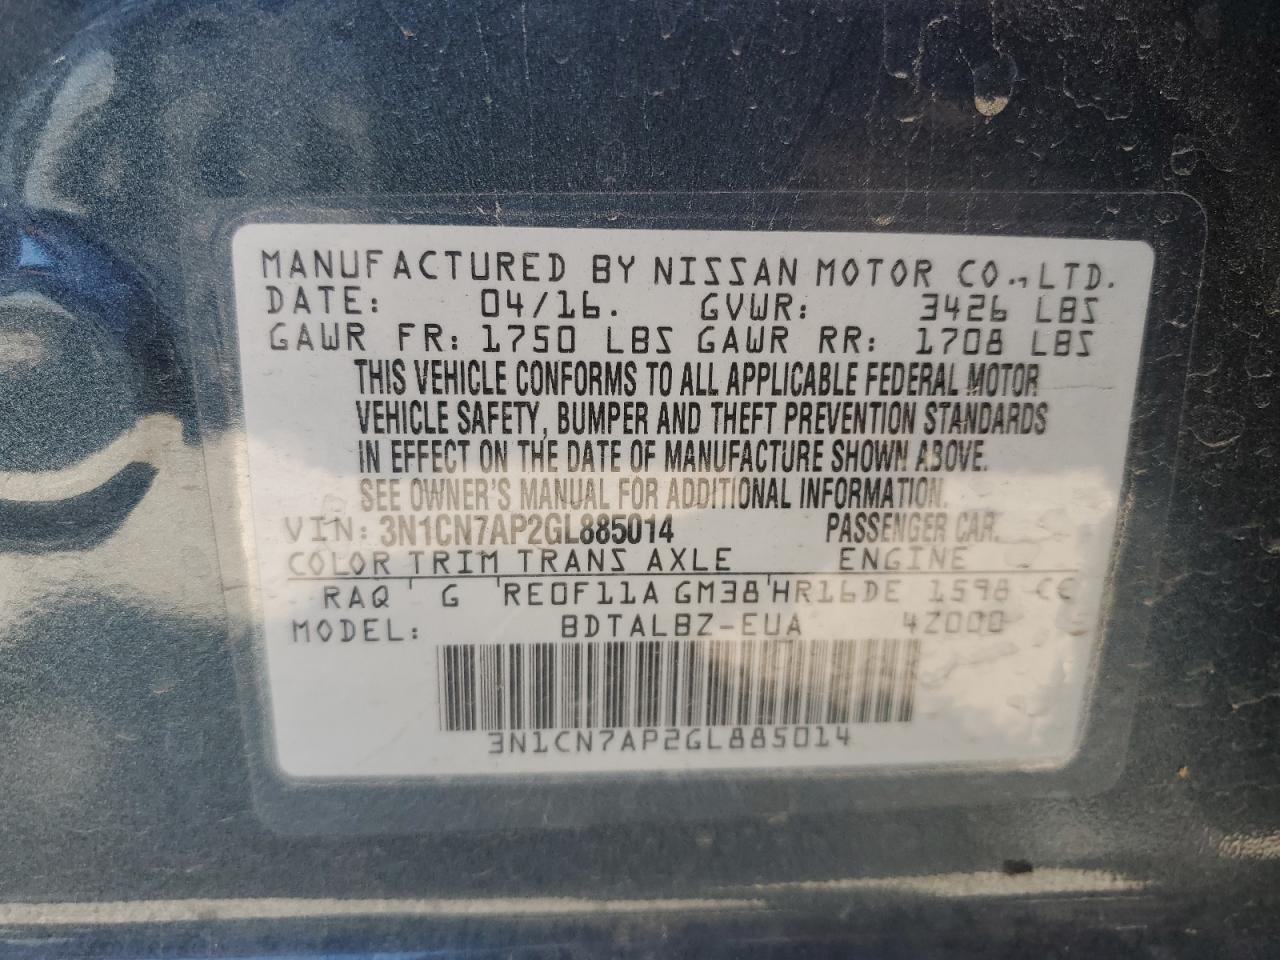 MANUFACTURED BY NISSAN MOTOR CO., LTD.
DATE: 04/16. GVWR: 3426 LBS
GAWR FR: 1750 LBS GAWR RR: 1708 LBS
THIS VEHICLE CONFORMS TO ALL APPLICABLE FEDERAL MOTOR
VEHICLE SAFETY, BUMPER AND THEFT PREVENTION STANDARDS
IN EFFECT ON THE DATE OF MANUFACTURE SHOWN ABOVE.
SEE OWNER'S MANUAL FOR ADDITIONAL INFORMATION.
VIN: 3N1CN7AP2GL885014 PASSENGER CAR.
COLOR TRIM TRANS AXLE ENGINE
RAQ ' G ' RE0F11A GM38 ' HR16DE 1598 CC
MODEL: BDTALBZ-EUA 4Z000
3N1CN7AP2GL885014